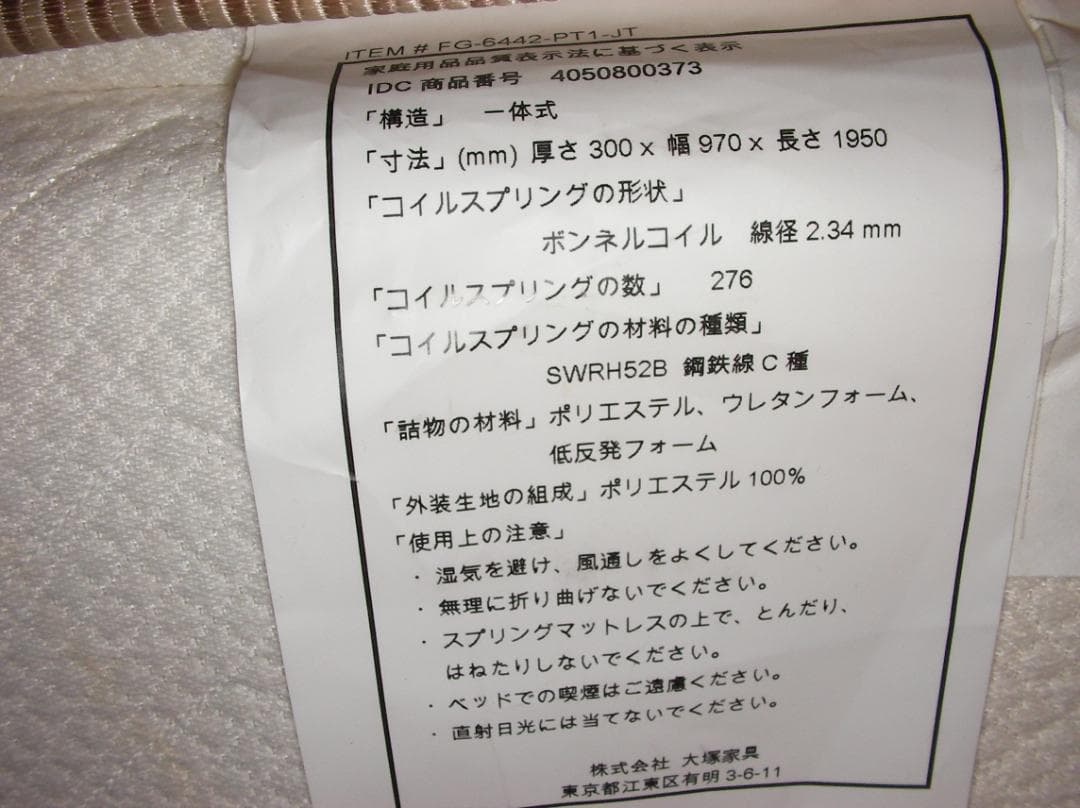 ITEM # FG-6442-PT1-JT
家庭用品品質表示法に基づく表示
IDC 商品番号 4050800373
「構造」 一体式
「寸法」(mm) 厚さ 300 x 幅 970 x 長さ 1950
「コイルスプリングの形状」
ボンネルコイル 線径 2.34 mm
「コイルスプリングの数」 276
「コイルスプリングの材料の種類」
SWRH52B 鋼鉄線 C 種
「詰物の材料」ポリエステル、ウレタンフォーム、
低反発フォーム
「外装生地の組成」ポリエステル 100%
「使用上の注意」
・湿気を避け、風通しをよくしてください。
・無理に折り曲げないでください。
・スプリングマットレスの上で、とんだり、
はねたりしないでください。
・ベッドでの喫煙はご遠慮ください。
・直射日光には当てないでください。
株式会社 大塚家具
東京都江東区有明 3-6-11